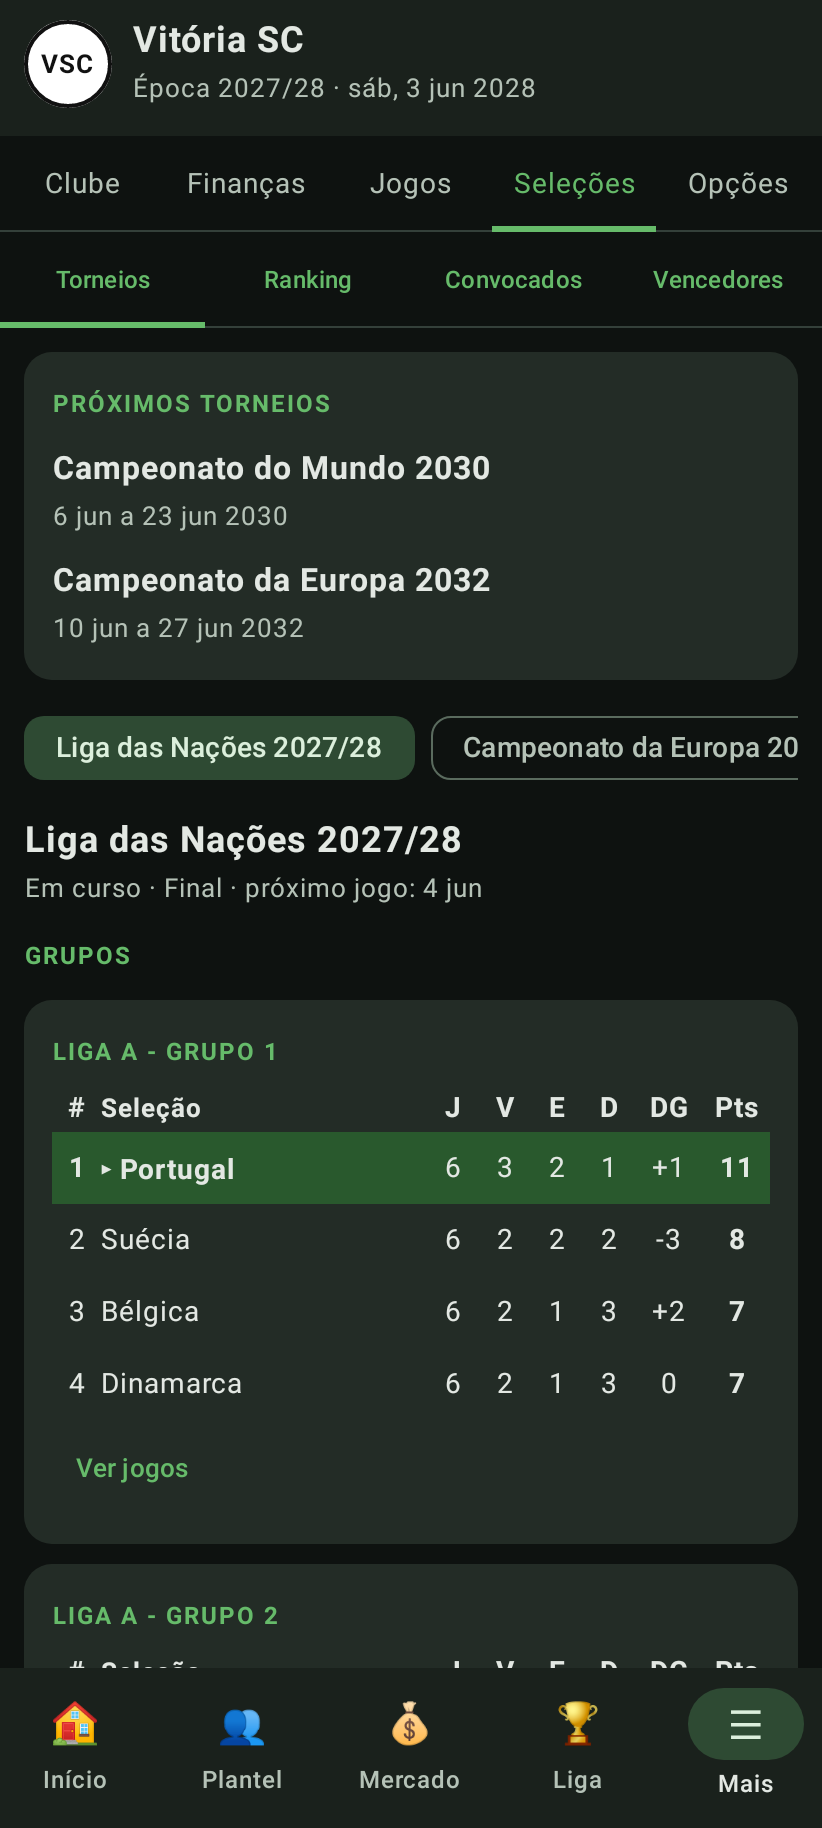 VSC
Vitória SC
Época 2027/28 · sáb, 3 jun 2028
Clube Finanças Jogos Seleções Opções
Torneios Ranking Convocados Vencedores
PRÓXIMOS TORNEIOS
Campeonato do Mundo 2030
6 jun a 23 jun 2030
Campeonato da Europa 2032
10 jun a 27 jun 2032
Liga das Nações 2027/28 Campeonato da Europa 20
Liga das Nações 2027/28
Em curso · Final · próximo jogo: 4 jun
GRUPOS
LIGA A - GRUPO 1
# Seleção J V E D DG Pts
1 ▸ Portugal 6 3 2 1 +1 11
2 Suécia 6 2 2 2 -3 8
3 Bélgica 6 2 1 3 +2 7
4 Dinamarca 6 2 1 3 0 7
Ver jogos
LIGA A - GRUPO 2
# Seleção J V E D DG Pts
Início Plantel Mercado Liga Mais